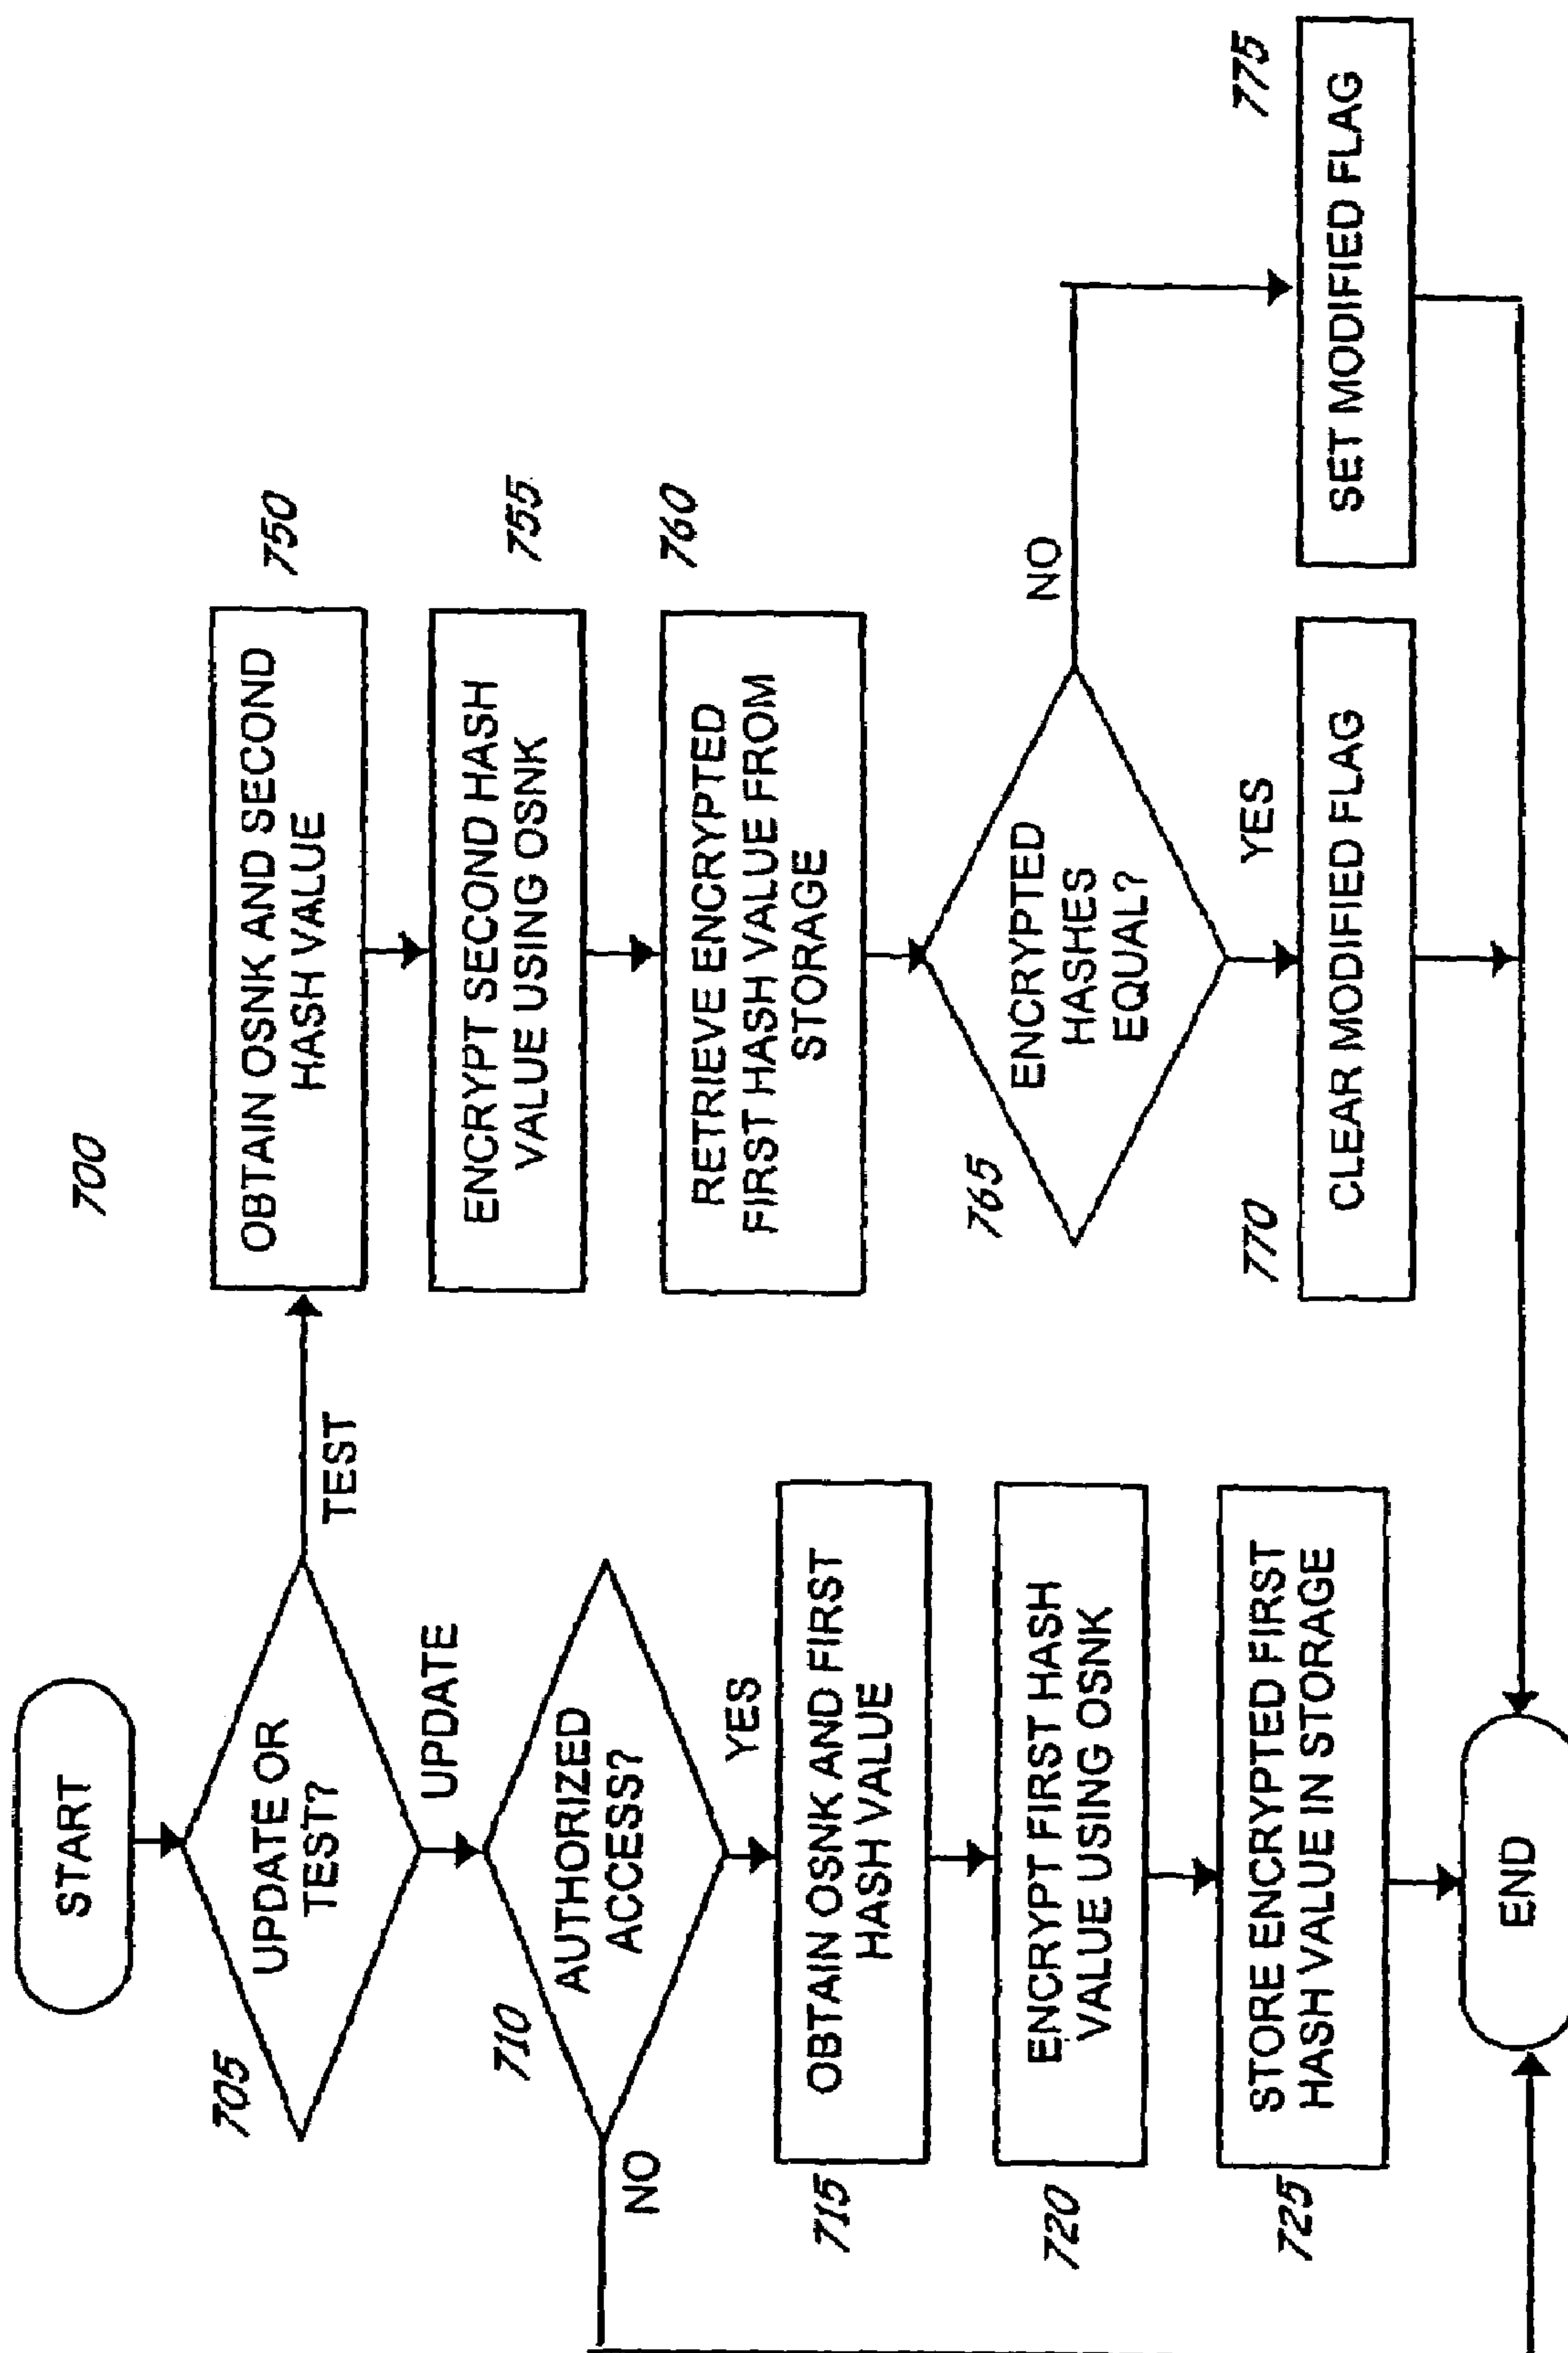 700
START
705
UPDATE OR
TEST?
TEST
UPDATE
710
AUTHORIZED
ACCESS?
NO
YES
715
OBTAIN OSNK AND FIRST
HASH VALUE
720
ENCRYPT FIRST HASH
VALUE USING OSNK
725
STORE ENCRYPTED FIRST
HASH VALUE IN STORAGE
END
750
OBTAIN OSNK AND SECOND
HASH VALUE
755
ENCRYPT SECOND HASH
VALUE USING OSNK
760
RETRIEVE ENCRYPTED
FIRST HASH VALUE FROM
STORAGE
765
ENCRYPTED
HASHES
EQUAL?
NO
YES
770
CLEAR MODIFIED FLAG
775
SET MODIFIED FLAG